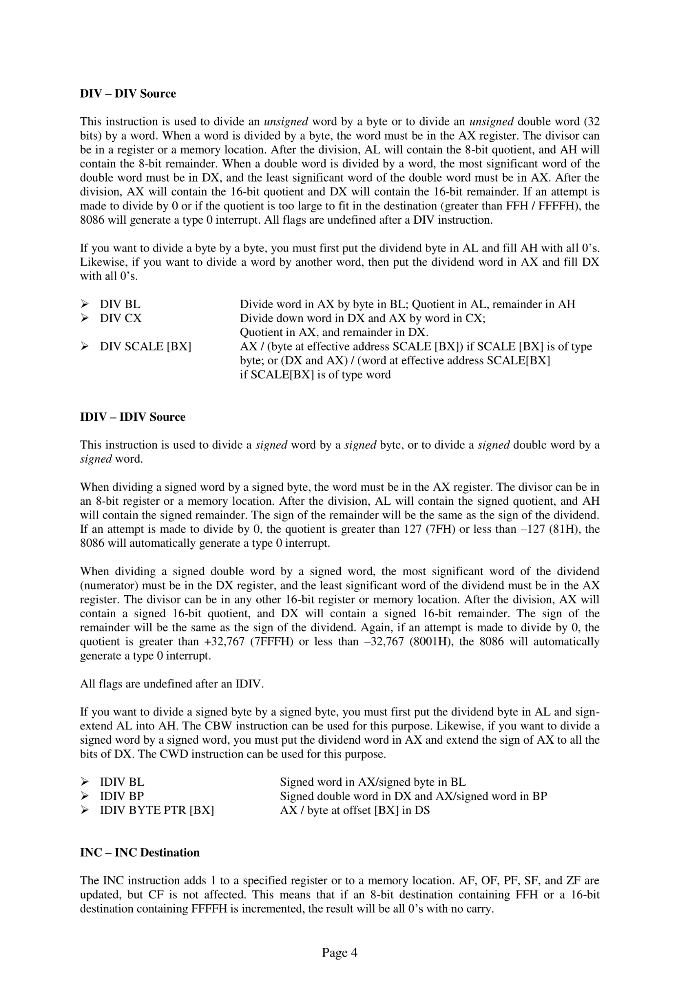 DIV – DIV Source
This instruction is used to divide an unsigned word by a byte or to divide an unsigned double word (32
bits) by a word. When a word is divided by a byte, the word must be in the AX register. The divisor can
be in a register or a memory location. After the division, AL will contain the 8-bit quotient, and AH will
contain the 8-bit remainder. When a double word is divided by a word, the most significant word of the
double word must be in DX, and the least significant word of the double word must be in AX. After the
division, AX will contain the 16-bit quotient and DX will contain the 16-bit remainder. If an attempt is
made to divide by 0 or if the quotient is too large to fit in the destination (greater than FFH / FFFFH), the
8086 will generate a type 0 interrupt. All flags are undefined after a DIV instruction.
If you want to divide a byte by a byte, you must first put the dividend byte in AL and fill AH with all 0’s.
Likewise, if you want to divide a word by another word, then put the dividend word in AX and fill DX
with all 0’s.
➢ DIV BL Divide word in AX by byte in BL; Quotient in AL, remainder in AH
➢ DIV CX Divide down word in DX and AX by word in CX;
Quotient in AX, and remainder in DX.
➢ DIV SCALE [BX] AX / (byte at effective address SCALE [BX]) if SCALE [BX] is of type
byte; or (DX and AX) / (word at effective address SCALE[BX]
if SCALE[BX] is of type word
IDIV – IDIV Source
This instruction is used to divide a signed word by a signed byte, or to divide a signed double word by a
signed word.
When dividing a signed word by a signed byte, the word must be in the AX register. The divisor can be in
an 8-bit register or a memory location. After the division, AL will contain the signed quotient, and AH
will contain the signed remainder. The sign of the remainder will be the same as the sign of the dividend.
If an attempt is made to divide by 0, the quotient is greater than 127 (7FH) or less than –127 (81H), the
8086 will automatically generate a type 0 interrupt.
When dividing a signed double word by a signed word, the most significant word of the dividend
(numerator) must be in the DX register, and the least significant word of the dividend must be in the AX
register. The divisor can be in any other 16-bit register or memory location. After the division, AX will
contain a signed 16-bit quotient, and DX will contain a signed 16-bit remainder. The sign of the
remainder will be the same as the sign of the dividend. Again, if an attempt is made to divide by 0, the
quotient is greater than +32,767 (7FFFH) or less than –32,767 (8001H), the 8086 will automatically
generate a type 0 interrupt.
All flags are undefined after an IDIV.
If you want to divide a signed byte by a signed byte, you must first put the dividend byte in AL and sign-
extend AL into AH. The CBW instruction can be used for this purpose. Likewise, if you want to divide a
signed word by a signed word, you must put the dividend word in AX and extend the sign of AX to all the
bits of DX. The CWD instruction can be used for this purpose.
➢ IDIV BL Signed word in AX/signed byte in BL
➢ IDIV BP Signed double word in DX and AX/signed word in BP
➢ IDIV BYTE PTR [BX] AX / byte at offset [BX] in DS
INC – INC Destination
The INC instruction adds 1 to a specified register or to a memory location. AF, OF, PF, SF, and ZF are
updated, but CF is not affected. This means that if an 8-bit destination containing FFH or a 16-bit
destination containing FFFFH is incremented, the result will be all 0’s with no carry.
Page 4